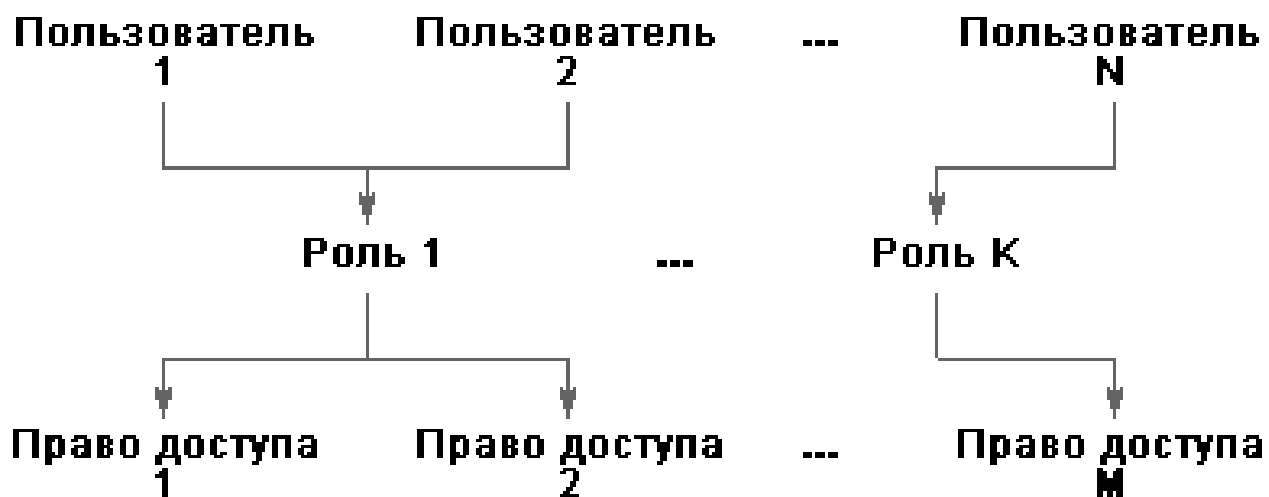 Пользователь Пользователь ... Пользователь
1 2 N
Роль 1 ... Роль К
Право доступа Право доступа ... Право доступа
1 2 М